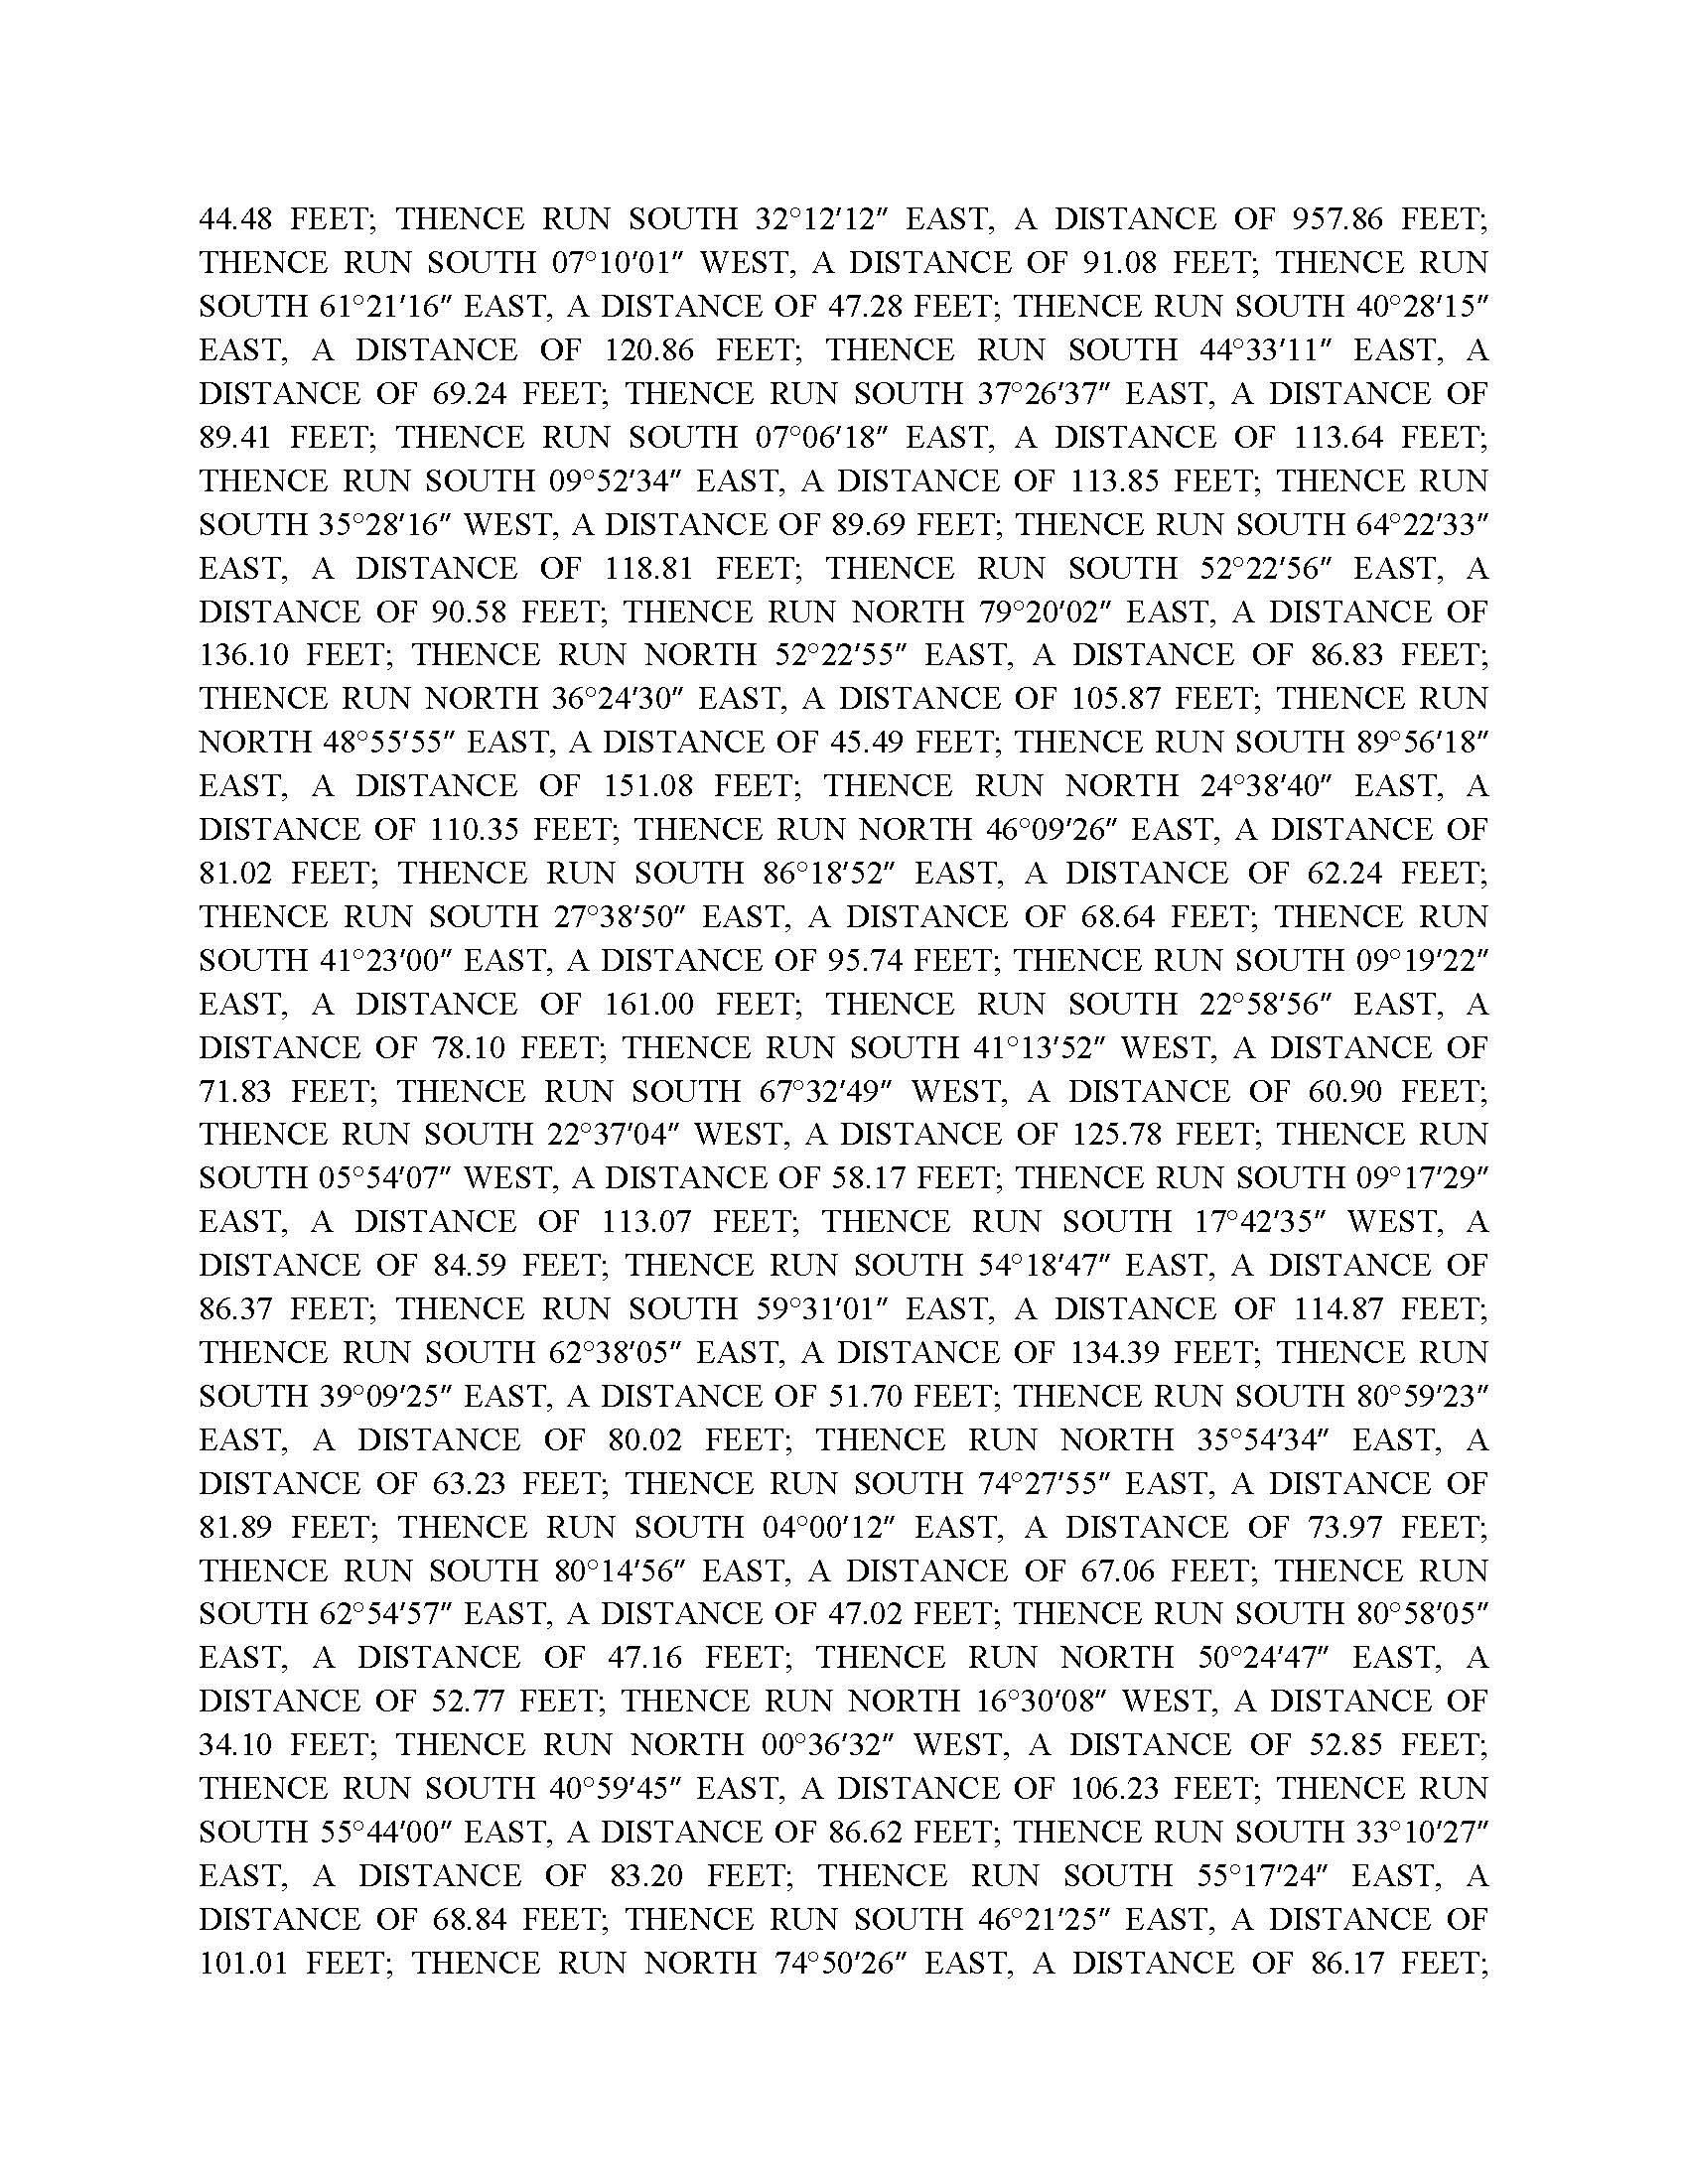 44.48 FEET; THENCE RUN SOUTH 32°12′12″ EAST, A DISTANCE OF 957.86 FEET;
THENCE RUN SOUTH 07°10′01″ WEST, A DISTANCE OF 91.08 FEET; THENCE RUN
SOUTH 61°21′16″ EAST, A DISTANCE OF 47.28 FEET; THENCE RUN SOUTH 40°28′15″
EAST, A DISTANCE OF 120.86 FEET; THENCE RUN SOUTH 44°33′11″ EAST, A
DISTANCE OF 69.24 FEET; THENCE RUN SOUTH 37°26′37″ EAST, A DISTANCE OF
89.41 FEET; THENCE RUN SOUTH 07°06′18″ EAST, A DISTANCE OF 113.64 FEET;
THENCE RUN SOUTH 09°52′34″ EAST, A DISTANCE OF 113.85 FEET; THENCE RUN
SOUTH 35°28′16″ WEST, A DISTANCE OF 89.69 FEET; THENCE RUN SOUTH 64°22′33″
EAST, A DISTANCE OF 118.81 FEET; THENCE RUN SOUTH 52°22′56″ EAST, A
DISTANCE OF 90.58 FEET; THENCE RUN NORTH 79°20′02″ EAST, A DISTANCE OF
136.10 FEET; THENCE RUN NORTH 52°22′55″ EAST, A DISTANCE OF 86.83 FEET;
THENCE RUN NORTH 36°24′30″ EAST, A DISTANCE OF 105.87 FEET; THENCE RUN
NORTH 48°55′55″ EAST, A DISTANCE OF 45.49 FEET; THENCE RUN SOUTH 89°56′18″
EAST, A DISTANCE OF 151.08 FEET; THENCE RUN NORTH 24°38′40″ EAST, A
DISTANCE OF 110.35 FEET; THENCE RUN NORTH 46°09′26″ EAST, A DISTANCE OF
81.02 FEET; THENCE RUN SOUTH 86°18′52″ EAST, A DISTANCE OF 62.24 FEET;
THENCE RUN SOUTH 27°38′50″ EAST, A DISTANCE OF 68.64 FEET; THENCE RUN
SOUTH 41°23′00″ EAST, A DISTANCE OF 95.74 FEET; THENCE RUN SOUTH 09°19′22″
EAST, A DISTANCE OF 161.00 FEET; THENCE RUN SOUTH 22°58′56″ EAST, A
DISTANCE OF 78.10 FEET; THENCE RUN SOUTH 41°13′52″ WEST, A DISTANCE OF
71.83 FEET; THENCE RUN SOUTH 67°32′49″ WEST, A DISTANCE OF 60.90 FEET;
THENCE RUN SOUTH 22°37′04″ WEST, A DISTANCE OF 125.78 FEET; THENCE RUN
SOUTH 05°54′07″ WEST, A DISTANCE OF 58.17 FEET; THENCE RUN SOUTH 09°17′29″
EAST, A DISTANCE OF 113.07 FEET; THENCE RUN SOUTH 17°42′35″ WEST, A
DISTANCE OF 84.59 FEET; THENCE RUN SOUTH 54°18′47″ EAST, A DISTANCE OF
86.37 FEET; THENCE RUN SOUTH 59°31′01″ EAST, A DISTANCE OF 114.87 FEET;
THENCE RUN SOUTH 62°38′05″ EAST, A DISTANCE OF 134.39 FEET; THENCE RUN
SOUTH 39°09′25″ EAST, A DISTANCE OF 51.70 FEET; THENCE RUN SOUTH 80°59′23″
EAST, A DISTANCE OF 80.02 FEET; THENCE RUN NORTH 35°54′34″ EAST, A
DISTANCE OF 63.23 FEET; THENCE RUN SOUTH 74°27′55″ EAST, A DISTANCE OF
81.89 FEET; THENCE RUN SOUTH 04°00′12″ EAST, A DISTANCE OF 73.97 FEET;
THENCE RUN SOUTH 80°14′56″ EAST, A DISTANCE OF 67.06 FEET; THENCE RUN
SOUTH 62°54′57″ EAST, A DISTANCE OF 47.02 FEET; THENCE RUN SOUTH 80°58′05″
EAST, A DISTANCE OF 47.16 FEET; THENCE RUN NORTH 50°24′47″ EAST, A
DISTANCE OF 52.77 FEET; THENCE RUN NORTH 16°30′08″ WEST, A DISTANCE OF
34.10 FEET; THENCE RUN NORTH 00°36′32″ WEST, A DISTANCE OF 52.85 FEET;
THENCE RUN SOUTH 40°59′45″ EAST, A DISTANCE OF 106.23 FEET; THENCE RUN
SOUTH 55°44′00″ EAST, A DISTANCE OF 86.62 FEET; THENCE RUN SOUTH 33°10′27″
EAST, A DISTANCE OF 83.20 FEET; THENCE RUN SOUTH 55°17′24″ EAST, A
DISTANCE OF 68.84 FEET; THENCE RUN SOUTH 46°21′25″ EAST, A DISTANCE OF
101.01 FEET; THENCE RUN NORTH 74°50′26″ EAST, A DISTANCE OF 86.17 FEET;